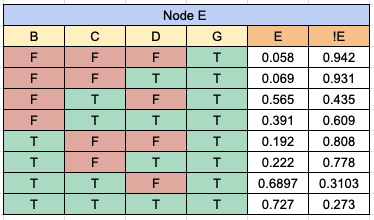 Node E
B C D G E !E
F F F T 0.058 0.942
F F T T 0.069 0.931
F T F T 0.565 0.435
F T T T 0.391 0.609
T F F T 0.192 0.808
T F T T 0.222 0.778
T T F T 0.6897 0.3103
T T T T 0.727 0.273